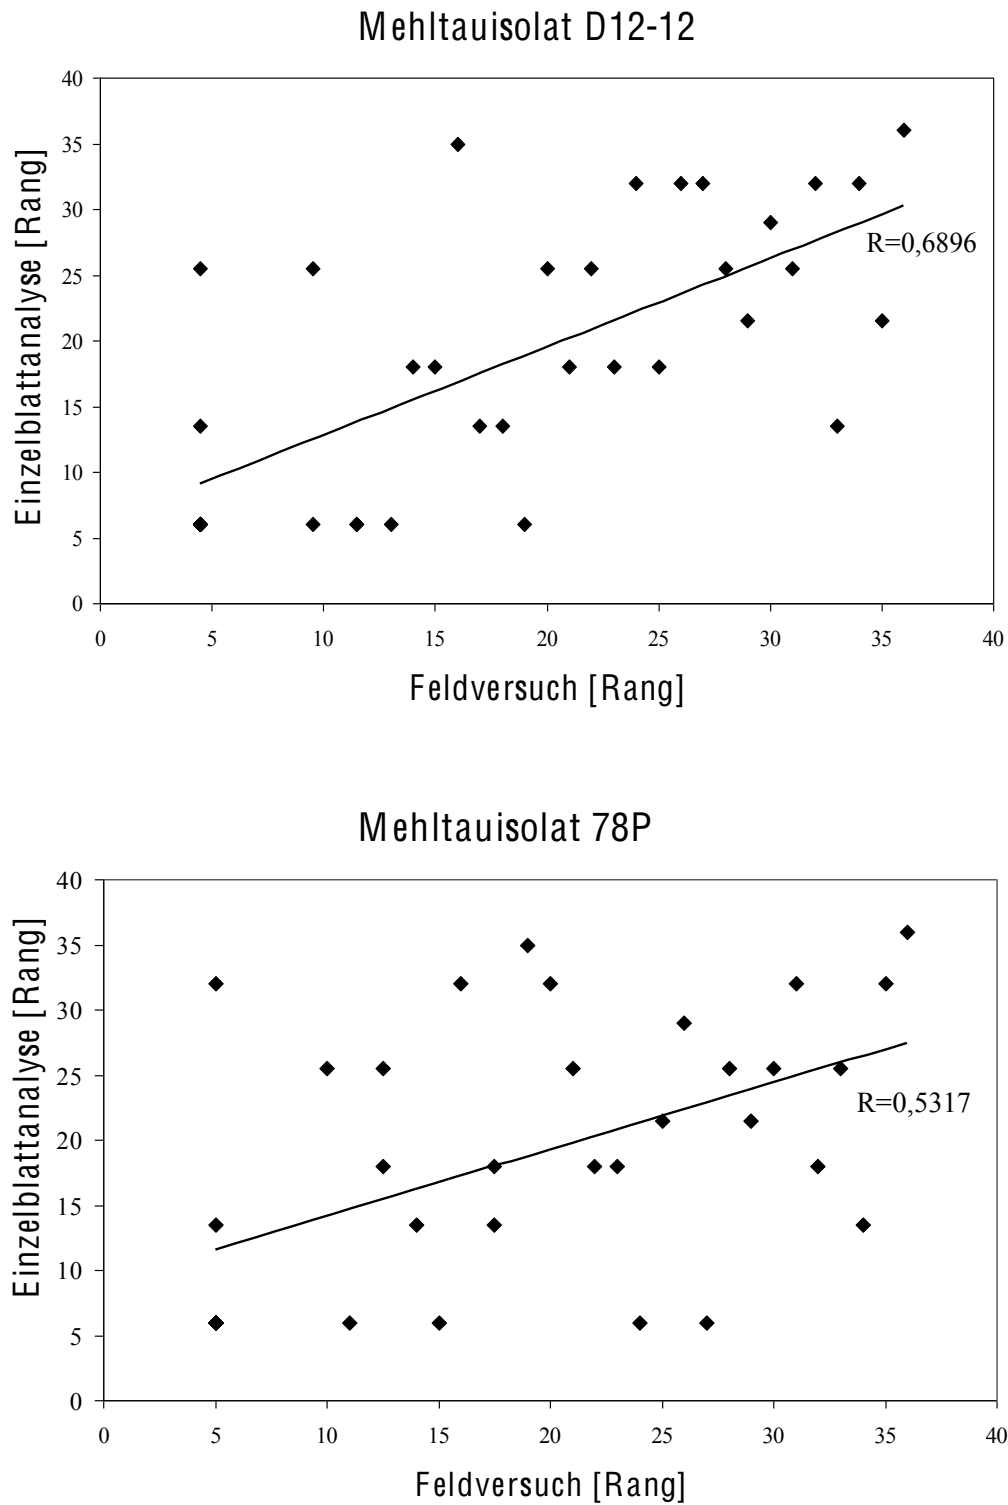 Mehltauisolat D12-12
40
35
30
25
20
15
10
5
0
Einzelblattanalyse [Rang]
R=0,6896
0 5 10 15 20 25 30 35 40
Feldversuch [Rang]
Mehltauisolat 78P
40
35
30
25
20
15
10
5
0
Einzelblattanalyse [Rang]
R=0,5317
0 5 10 15 20 25 30 35 40
Feldversuch [Rang]